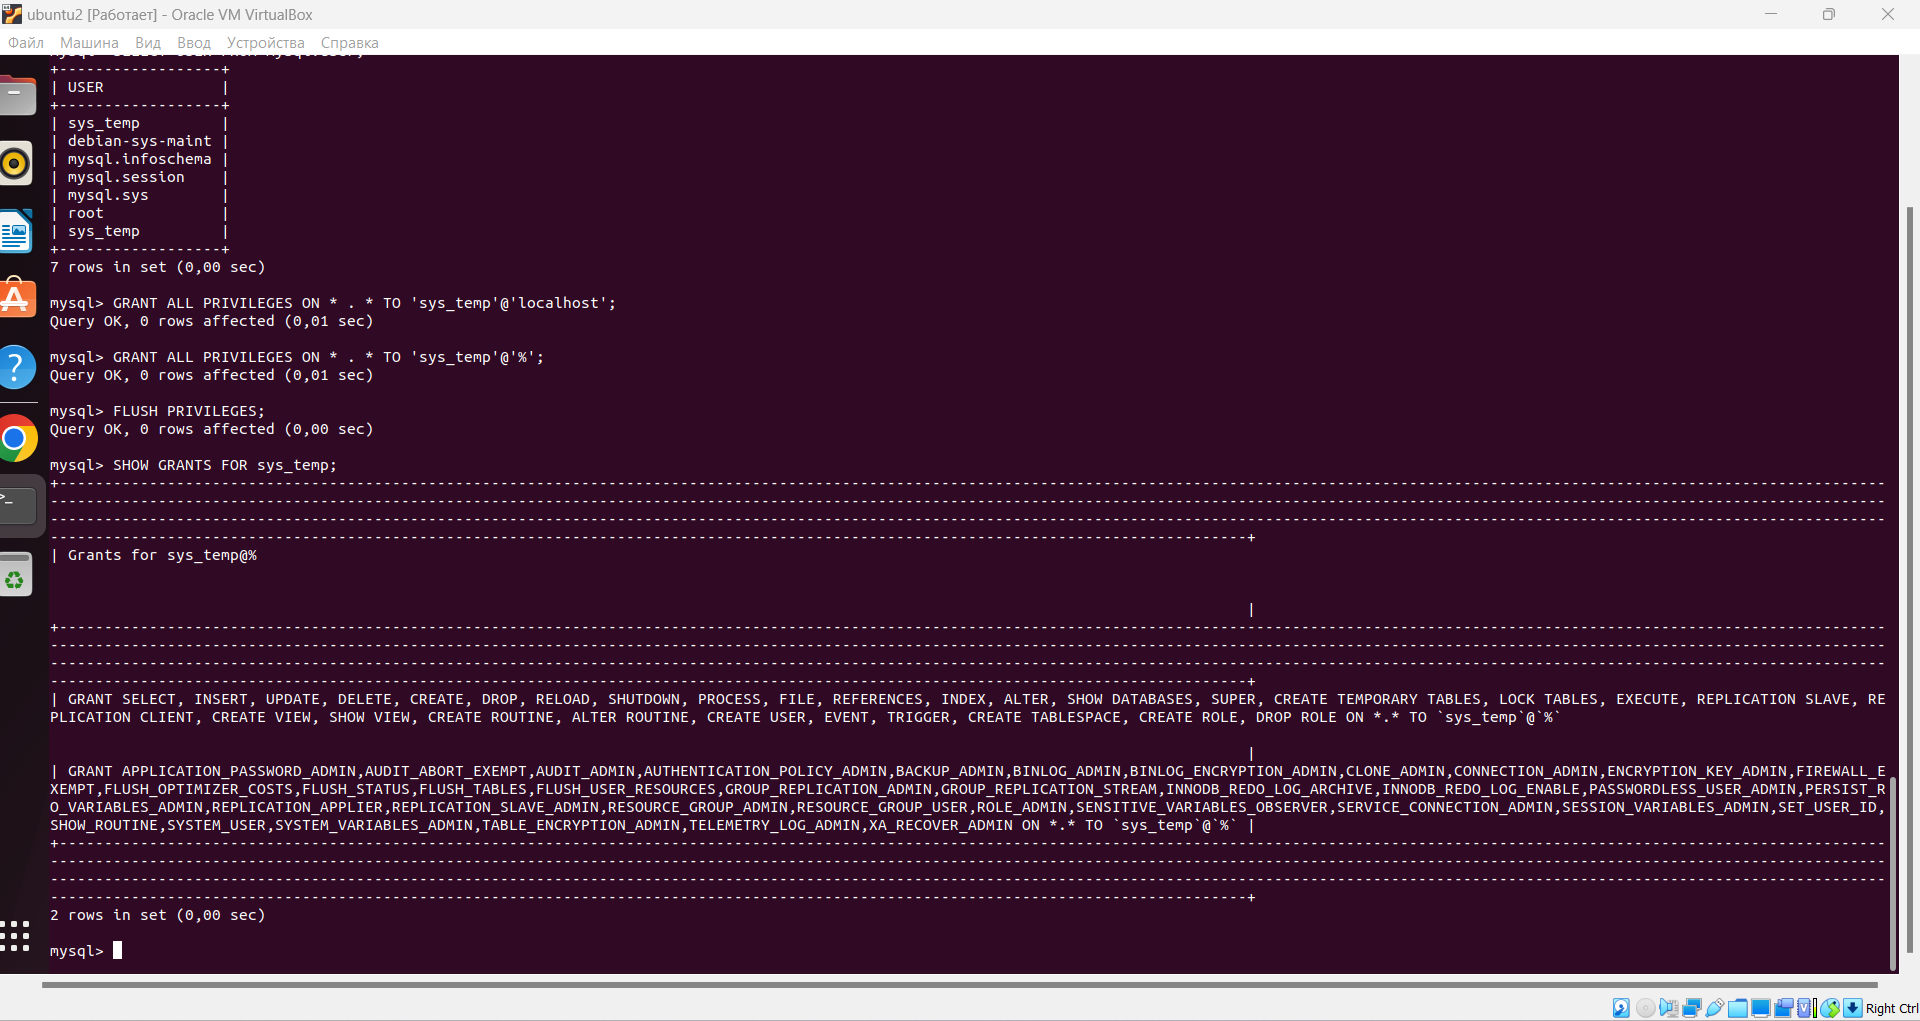 ubuntu2 [Работает] - Oracle VM VirtualBox
Файл Машина Вид Ввод Устройства Справка
+------------------+
| USER |
+------------------+
| sys_temp |
| debian-sys-maint |
| mysql.infoschema |
| mysql.session |
| mysql.sys |
| root |
| sys_temp |
+------------------+
7 rows in set (0,00 sec)
mysql> GRANT ALL PRIVILEGES ON * . * TO 'sys_temp'@'localhost';
Query OK, 0 rows affected (0,01 sec)
mysql> GRANT ALL PRIVILEGES ON * . * TO 'sys_temp'@'%';
Query OK, 0 rows affected (0,01 sec)
mysql> FLUSH PRIVILEGES;
Query OK, 0 rows affected (0,00 sec)
mysql> SHOW GRANTS FOR sys_temp;
| Grants for sys_temp@%
|
| GRANT SELECT, INSERT, UPDATE, DELETE, CREATE, DROP, RELOAD, SHUTDOWN, PROCESS, FILE, REFERENCES, INDEX, ALTER, SHOW DATABASES, SUPER, CREATE TEMPORARY TABLES, LOCK TABLES, EXECUTE, REPLICATION SLAVE, RE
PLICATION CLIENT, CREATE VIEW, SHOW VIEW, CREATE ROUTINE, ALTER ROUTINE, CREATE USER, EVENT, TRIGGER, CREATE TABLESPACE, CREATE ROLE, DROP ROLE ON *.* TO `sys_temp`@`%`
|
| GRANT APPLICATION_PASSWORD_ADMIN,AUDIT_ABORT_EXEMPT,AUDIT_ADMIN,AUTHENTICATION_POLICY_ADMIN,BACKUP_ADMIN,BINLOG_ADMIN,BINLOG_ENCRYPTION_ADMIN,CLONE_ADMIN,CONNECTION_ADMIN,ENCRYPTION_KEY_ADMIN,FIREWALL_E
XEMPT,FLUSH_OPTIMIZER_COSTS,FLUSH_STATUS,FLUSH_TABLES,FLUSH_USER_RESOURCES,GROUP_REPLICATION_ADMIN,GROUP_REPLICATION_STREAM,INNODB_REDO_LOG_ARCHIVE,INNODB_REDO_LOG_ENABLE,PASSWORDLESS_USER_ADMIN,PERSIST_R
O_VARIABLES_ADMIN,REPLICATION_APPLIER,REPLICATION_SLAVE_ADMIN,RESOURCE_GROUP_ADMIN,RESOURCE_GROUP_USER,ROLE_ADMIN,SENSITIVE_VARIABLES_OBSERVER,SERVICE_CONNECTION_ADMIN,SESSION_VARIABLES_ADMIN,SET_USER_ID,
SHOW_ROUTINE,SYSTEM_USER,SYSTEM_VARIABLES_ADMIN,TABLE_ENCRYPTION_ADMIN,TELEMETRY_LOG_ADMIN,XA_RECOVER_ADMIN ON *.* TO `sys_temp`@`%` |
2 rows in set (0,00 sec)
mysql>
Right Ctrl